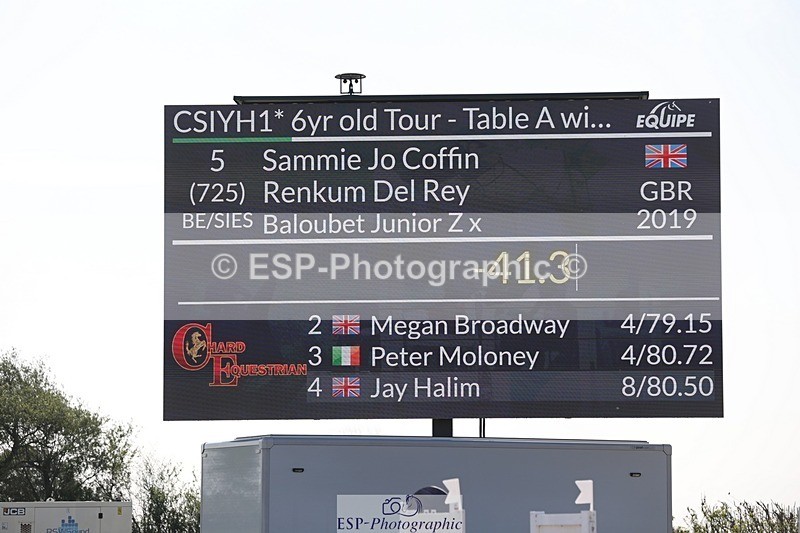 CSIYH1* 6yr old Tour - Table A wi... EQUIPE
5 Sammie Jo Coffin
(725) Renkum Del Rey GBR
BE/SIES Baloubet Junior Z x 2019
© ESP-Photographic ©
-41.3
2 Megan Broadway 4/79.15
3 Peter Moloney 4/80.72
4 Jay Halim 8/80.50
CHARD
EQUESTRIAN
JCB
ESP-Photographic